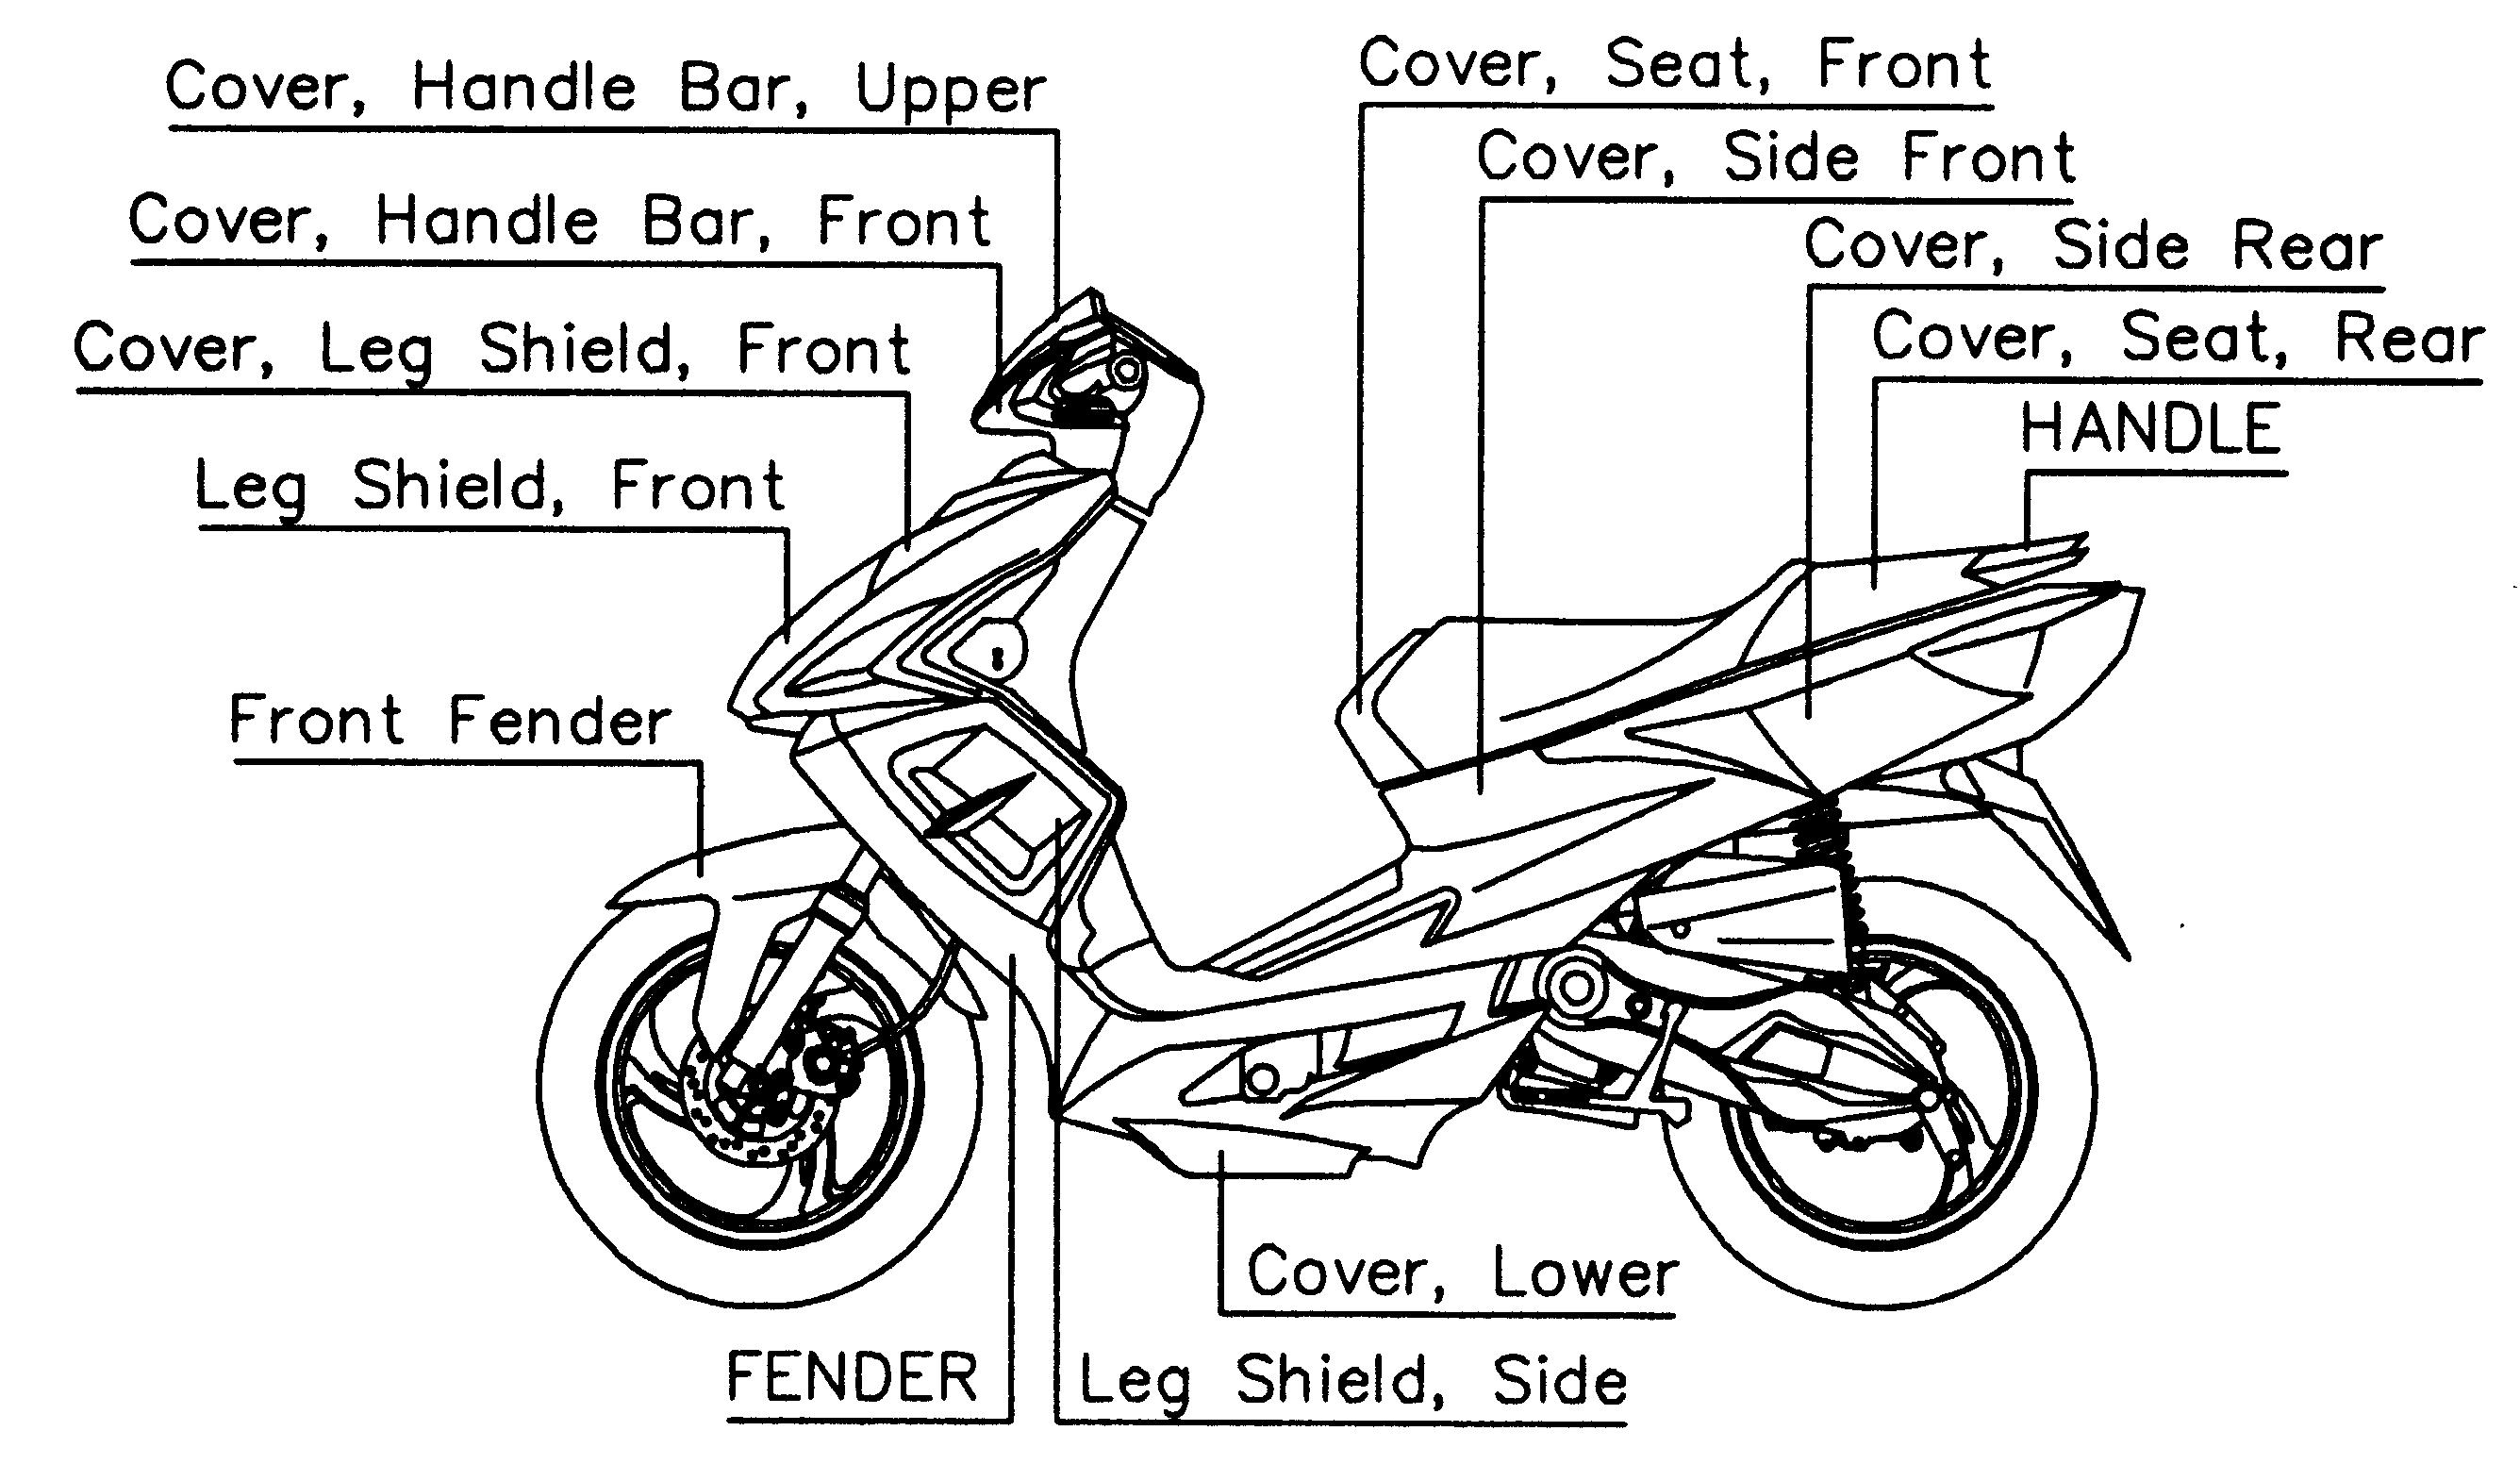 Cover, Handle Bar, Upper
Cover, Handle Bar, Front
Cover, Leg Shield, Front
Leg Shield, Front
Front Fender
Cover, Seat, Front
Cover, Side Front
Cover, Side Rear
Cover, Seat, Rear
HANDLE
Cover, Lower
FENDER
Leg Shield, Side